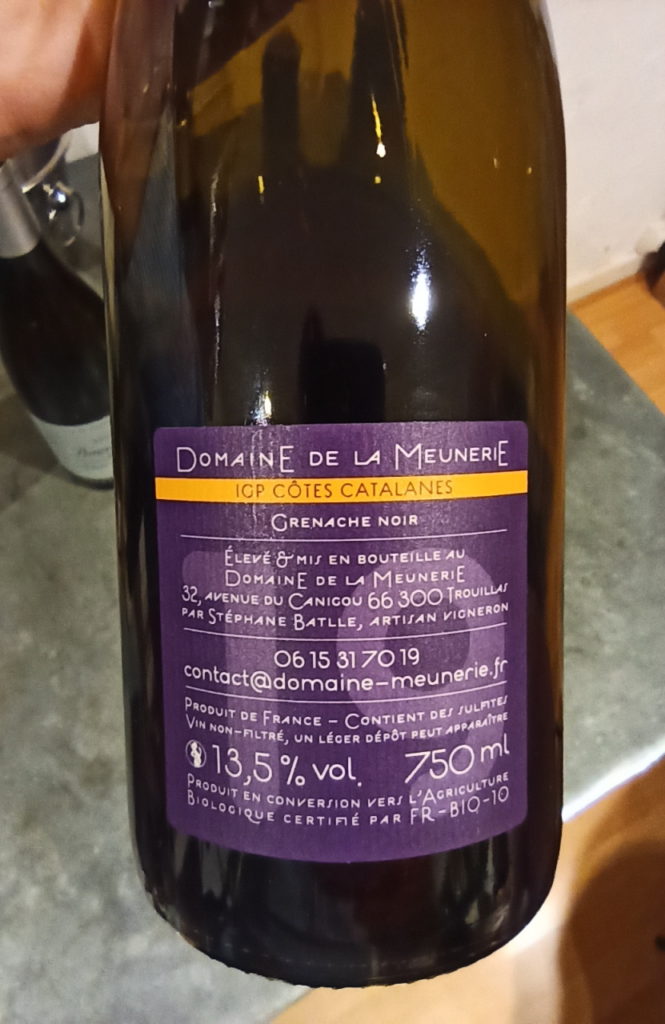 Domaine de la Meunerie
IGP CÔTES CATALANES
Grenache noir
Élevé & mis en bouteille au
Domaine de la Meunerie
32, avenue du Canigou 66 300 Trouillas
par Stéphane Batlle, artisan vigneron
06 15 31 70 19
contact@domaine-meunerie.fr
Produit de France – Contient des sulfites
Vin non-filtré, un léger dépôt peut apparaître
13,5 % vol. 750 ml
Produit en conversion vers l'Agriculture
Biologique certifié par FR-BIO-10